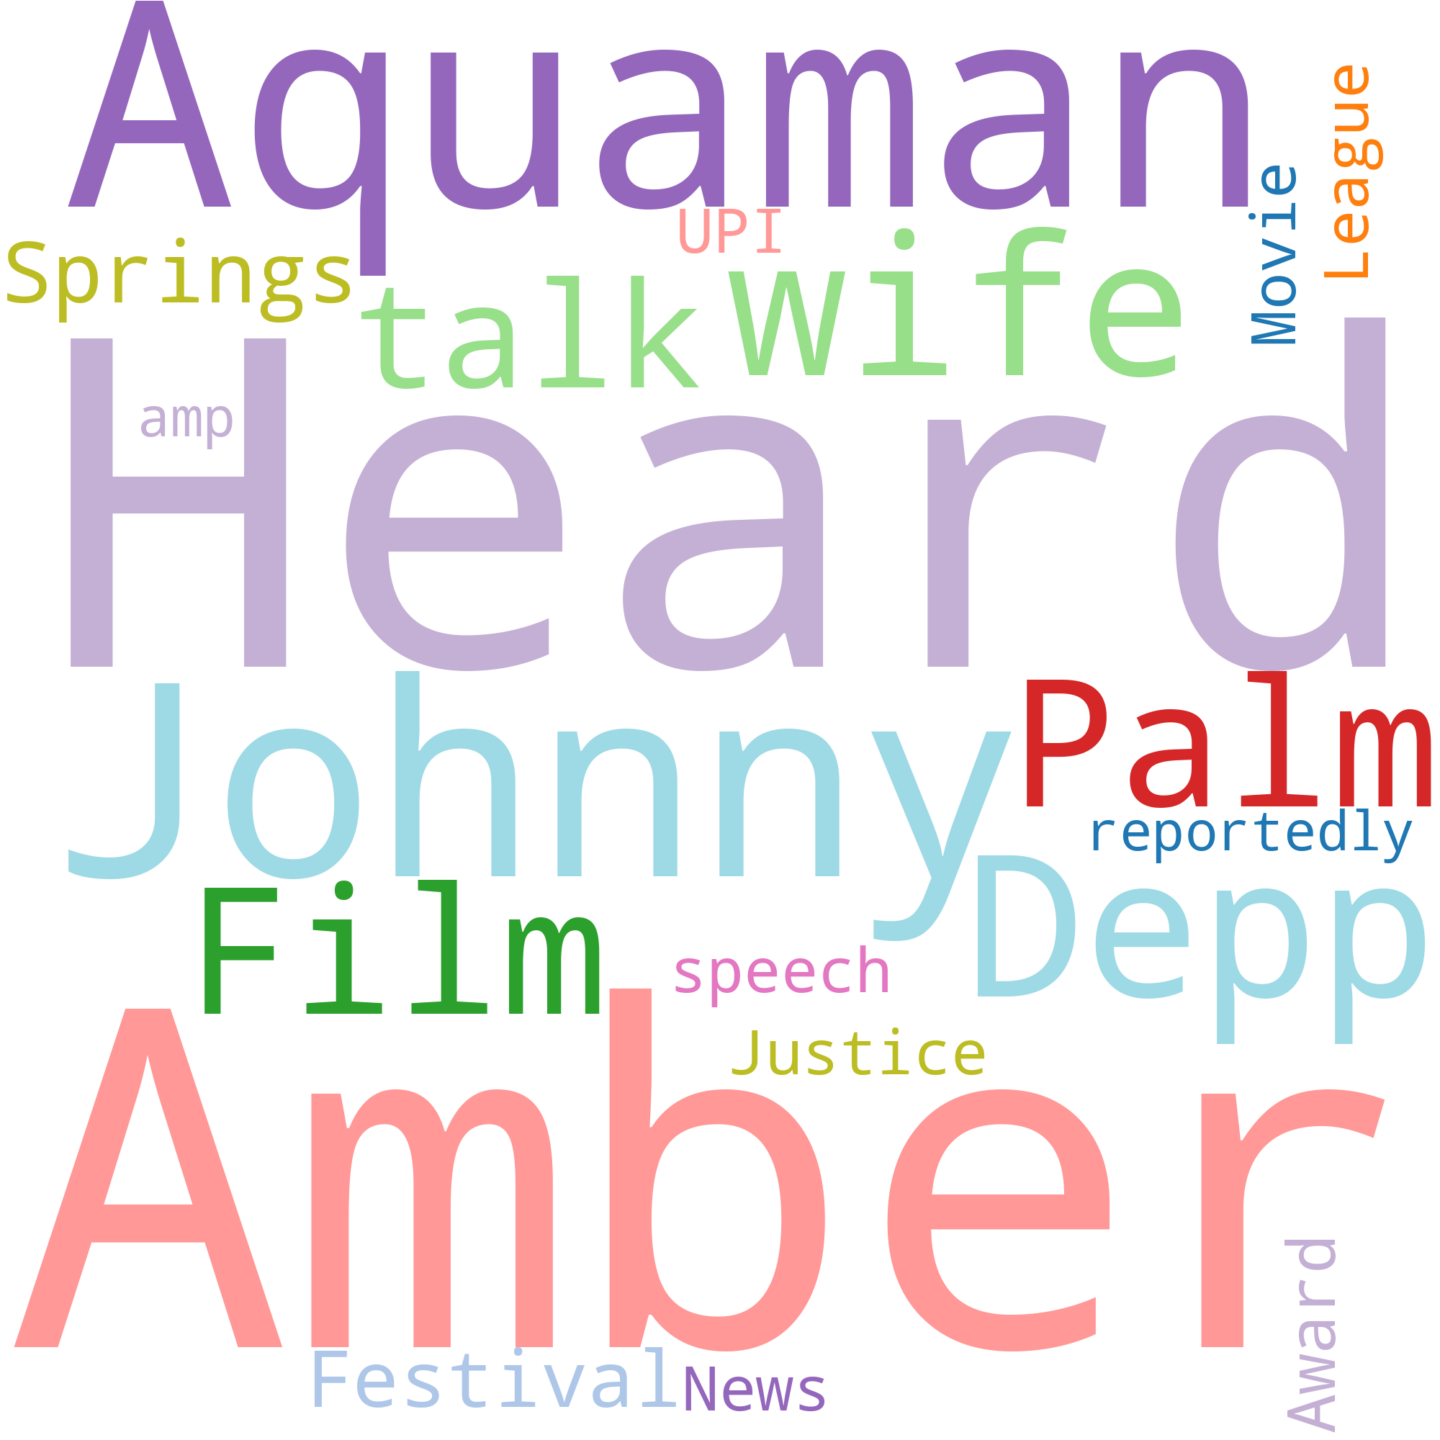 Aquaman
League
Movie
UPI
Springs
talk
Wife
Heard
amp
Johnny
Palm
reportedly
Depp
Film
speech
Justice
Amber
Award
Festival
News